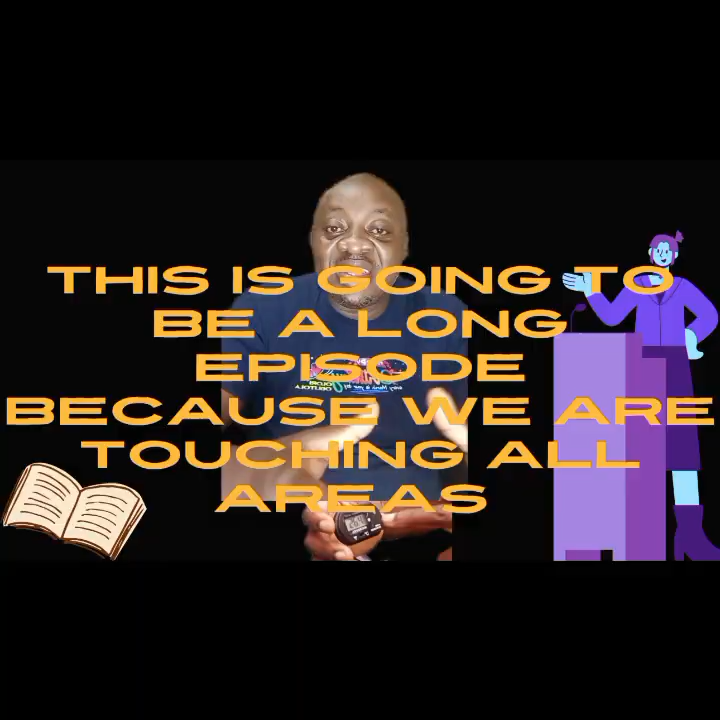 THIS IS GOING TO
BE A LONG
EPISODE
BECAUSE WE ARE
TOUCHING ALL
AREAS